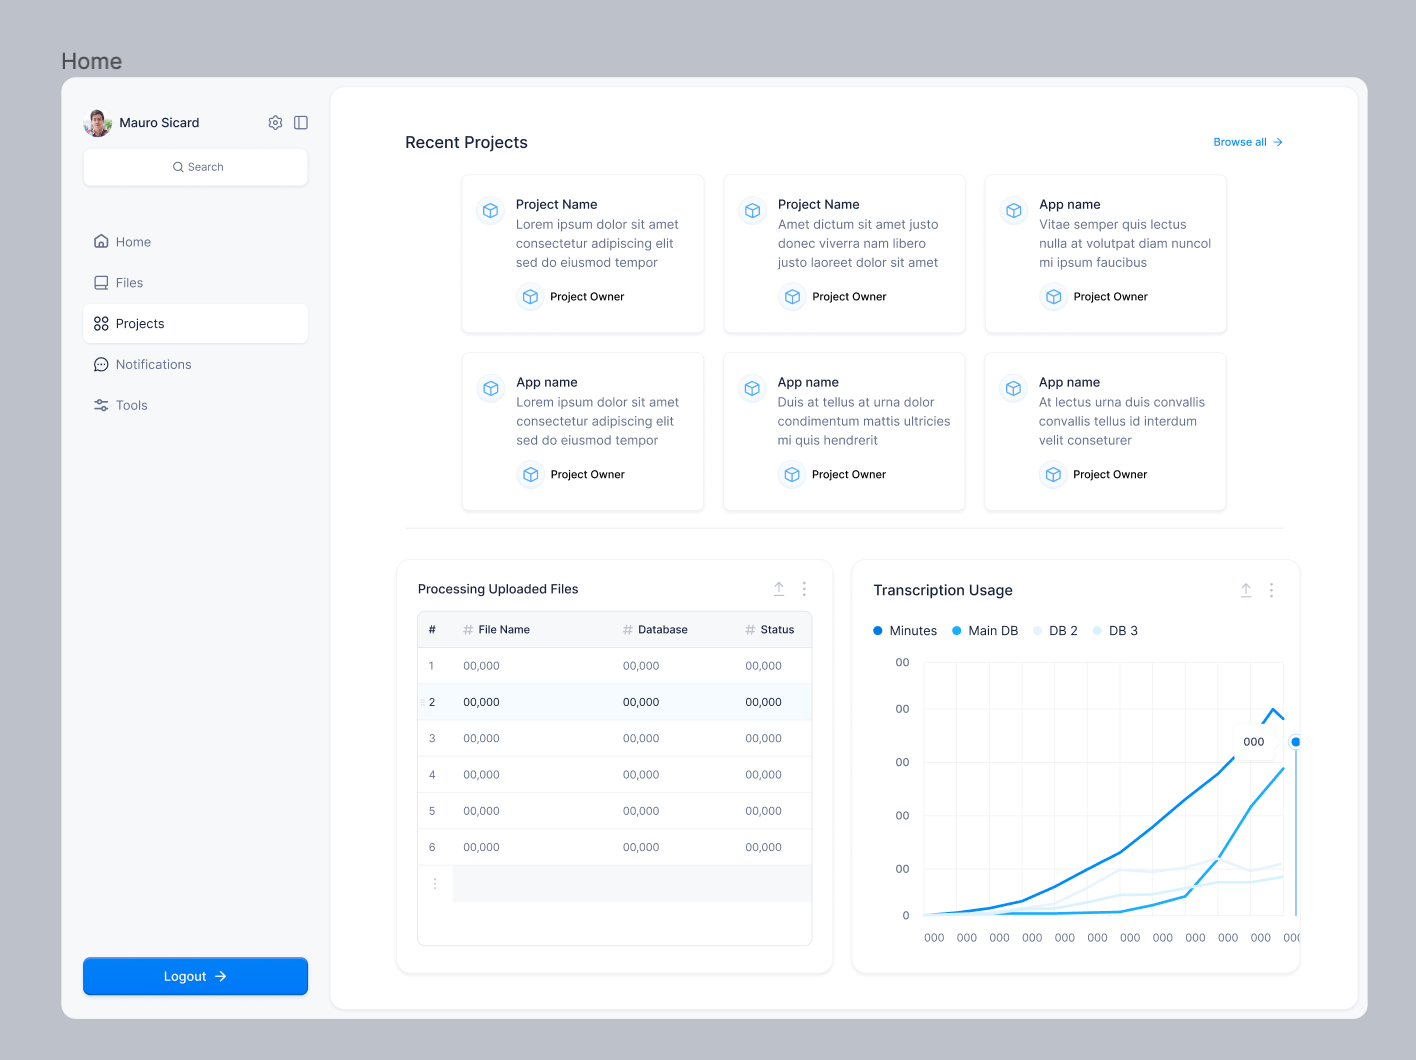 Home
Mauro Sicard
Search
Home
Files
Projects
Notifications
Tools
Logout
Recent Projects
Browse all
Project Name
Lorem ipsum dolor sit amet
consectetur adipiscing elit
sed do eiusmod tempor
Project Owner
Project Name
Amet dictum sit amet justo
donec viverra nam libero
justo laoreet dolor sit amet
Project Owner
App name
Vitae semper quis lectus
nulla at volutpat diam nuncol
mi ipsum faucibus
Project Owner
App name
Lorem ipsum dolor sit amet
consectetur adipiscing elit
sed do eiusmod tempor
Project Owner
App name
Duis at tellus at urna dolor
condimentum mattis ultricies
mi quis hendrerit
Project Owner
App name
At lectus urna duis convallis
convallis tellus id interdum
velit conseturer
Project Owner
Processing Uploaded Files
# # File Name # Database # Status
1 00,000 00,000 00,000
2 00,000 00,000 00,000
3 00,000 00,000 00,000
4 00,000 00,000 00,000
5 00,000 00,000 00,000
6 00,000 00,000 00,000
Transcription Usage
Minutes Main DB DB 2 DB 3
00
00
000
00
00
00
0
000 000 000 000 000 000 000 000 000 000 000 000